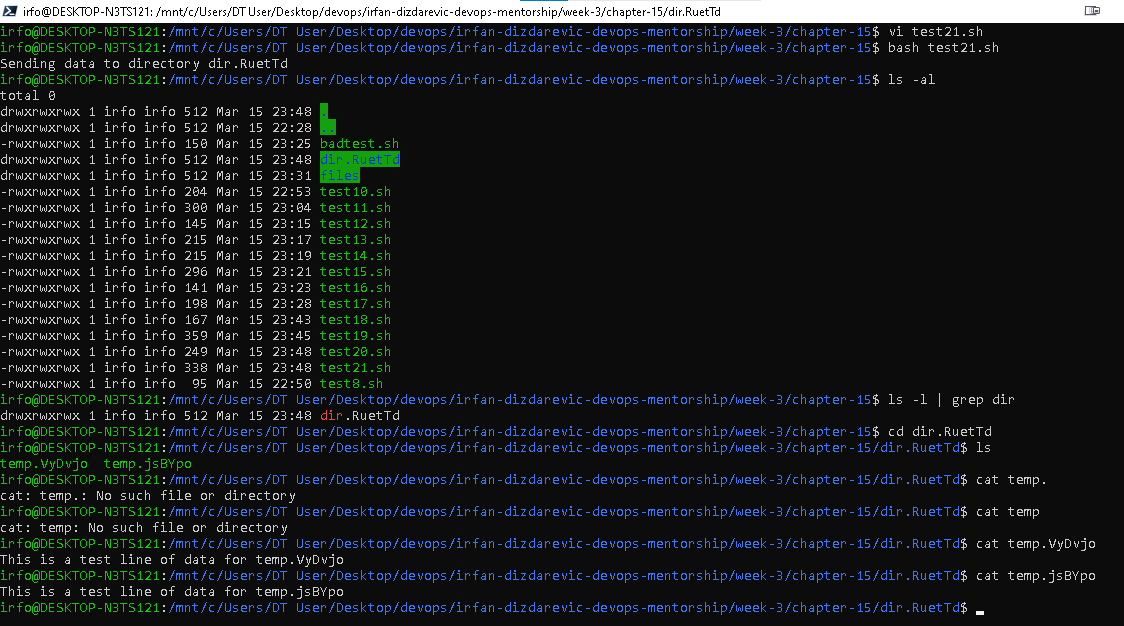 irfo@DESKTOP-N3TS121: /mnt/c/Users/DT User/Desktop/devops/irfan-dizdarevic-devops-mentorship/week-3/chapter-15/dir.RuetTd
irfo@DESKTOP-N3TS121:/mnt/c/Users/DT User/Desktop/devops/irfan-dizdarevic-devops-mentorship/week-3/chapter-15$ vi test21.sh
irfo@DESKTOP-N3TS121:/mnt/c/Users/DT User/Desktop/devops/irfan-dizdarevic-devops-mentorship/week-3/chapter-15$ bash test21.sh
Sending data to directory dir.RuetTd
irfo@DESKTOP-N3TS121:/mnt/c/Users/DT User/Desktop/devops/irfan-dizdarevic-devops-mentorship/week-3/chapter-15$ ls -al
total 0
drwxrwxrwx 1 irfo irfo 512 Mar 15 23:48 .
drwxrwxrwx 1 irfo irfo 512 Mar 15 22:28 ..
-rwxrwxrwx 1 irfo irfo 150 Mar 15 23:25 badtest.sh
drwxrwxrwx 1 irfo irfo 512 Mar 15 23:48 dir.RuetTd
drwxrwxrwx 1 irfo irfo 512 Mar 15 23:31 files
-rwxrwxrwx 1 irfo irfo 204 Mar 15 22:53 test10.sh
-rwxrwxrwx 1 irfo irfo 300 Mar 15 23:04 test11.sh
-rwxrwxrwx 1 irfo irfo 145 Mar 15 23:15 test12.sh
-rwxrwxrwx 1 irfo irfo 215 Mar 15 23:17 test13.sh
-rwxrwxrwx 1 irfo irfo 215 Mar 15 23:19 test14.sh
-rwxrwxrwx 1 irfo irfo 296 Mar 15 23:21 test15.sh
-rwxrwxrwx 1 irfo irfo 141 Mar 15 23:23 test16.sh
-rwxrwxrwx 1 irfo irfo 198 Mar 15 23:28 test17.sh
-rwxrwxrwx 1 irfo irfo 167 Mar 15 23:43 test18.sh
-rwxrwxrwx 1 irfo irfo 359 Mar 15 23:45 test19.sh
-rwxrwxrwx 1 irfo irfo 249 Mar 15 23:48 test20.sh
-rwxrwxrwx 1 irfo irfo 338 Mar 15 23:48 test21.sh
-rwxrwxrwx 1 irfo irfo  95 Mar 15 22:50 test8.sh
irfo@DESKTOP-N3TS121:/mnt/c/Users/DT User/Desktop/devops/irfan-dizdarevic-devops-mentorship/week-3/chapter-15$ ls -l | grep dir
drwxrwxrwx 1 irfo irfo 512 Mar 15 23:48 dir.RuetTd
irfo@DESKTOP-N3TS121:/mnt/c/Users/DT User/Desktop/devops/irfan-dizdarevic-devops-mentorship/week-3/chapter-15$ cd dir.RuetTd
irfo@DESKTOP-N3TS121:/mnt/c/Users/DT User/Desktop/devops/irfan-dizdarevic-devops-mentorship/week-3/chapter-15/dir.RuetTd$ ls
temp.VyDvjo  temp.jsBYpo
irfo@DESKTOP-N3TS121:/mnt/c/Users/DT User/Desktop/devops/irfan-dizdarevic-devops-mentorship/week-3/chapter-15/dir.RuetTd$ cat temp.
cat: temp.: No such file or directory
irfo@DESKTOP-N3TS121:/mnt/c/Users/DT User/Desktop/devops/irfan-dizdarevic-devops-mentorship/week-3/chapter-15/dir.RuetTd$ cat temp
cat: temp: No such file or directory
irfo@DESKTOP-N3TS121:/mnt/c/Users/DT User/Desktop/devops/irfan-dizdarevic-devops-mentorship/week-3/chapter-15/dir.RuetTd$ cat temp.VyDvjo
This is a test line of data for temp.VyDvjo
irfo@DESKTOP-N3TS121:/mnt/c/Users/DT User/Desktop/devops/irfan-dizdarevic-devops-mentorship/week-3/chapter-15/dir.RuetTd$ cat temp.jsBYpo
This is a test line of data for temp.jsBYpo
irfo@DESKTOP-N3TS121:/mnt/c/Users/DT User/Desktop/devops/irfan-dizdarevic-devops-mentorship/week-3/chapter-15/dir.RuetTd$